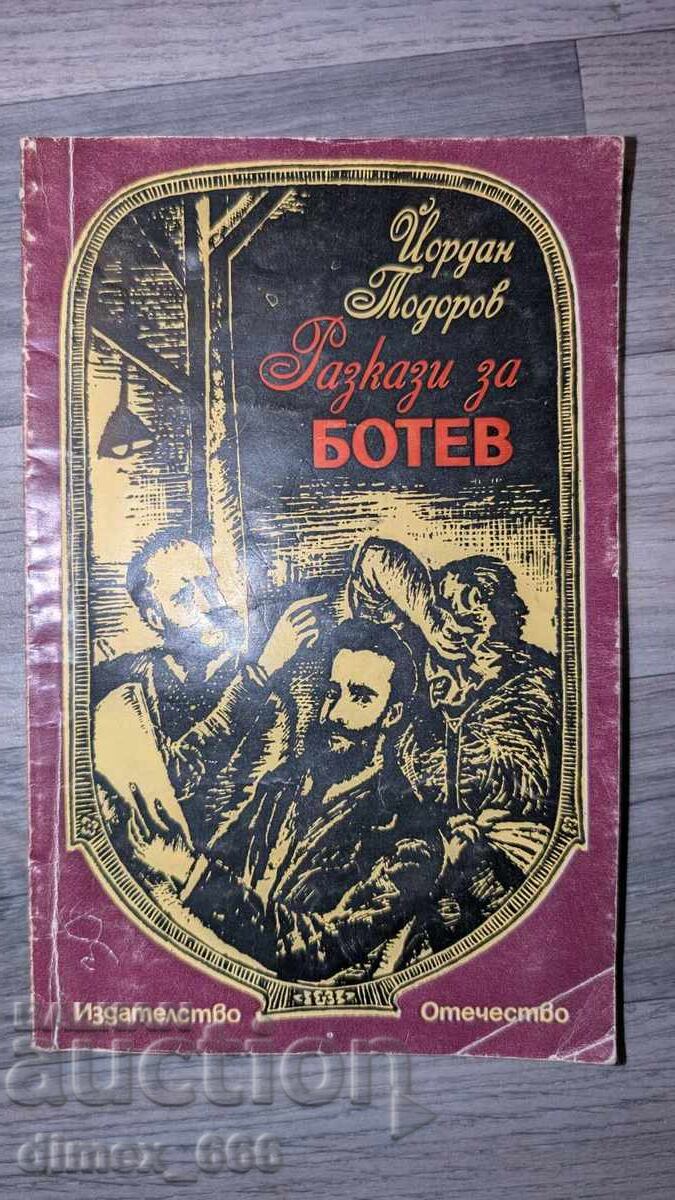 Йордан
Тодоров
Разкази за
БОТЕВ
Издателство Отечество
auction
dimex_666